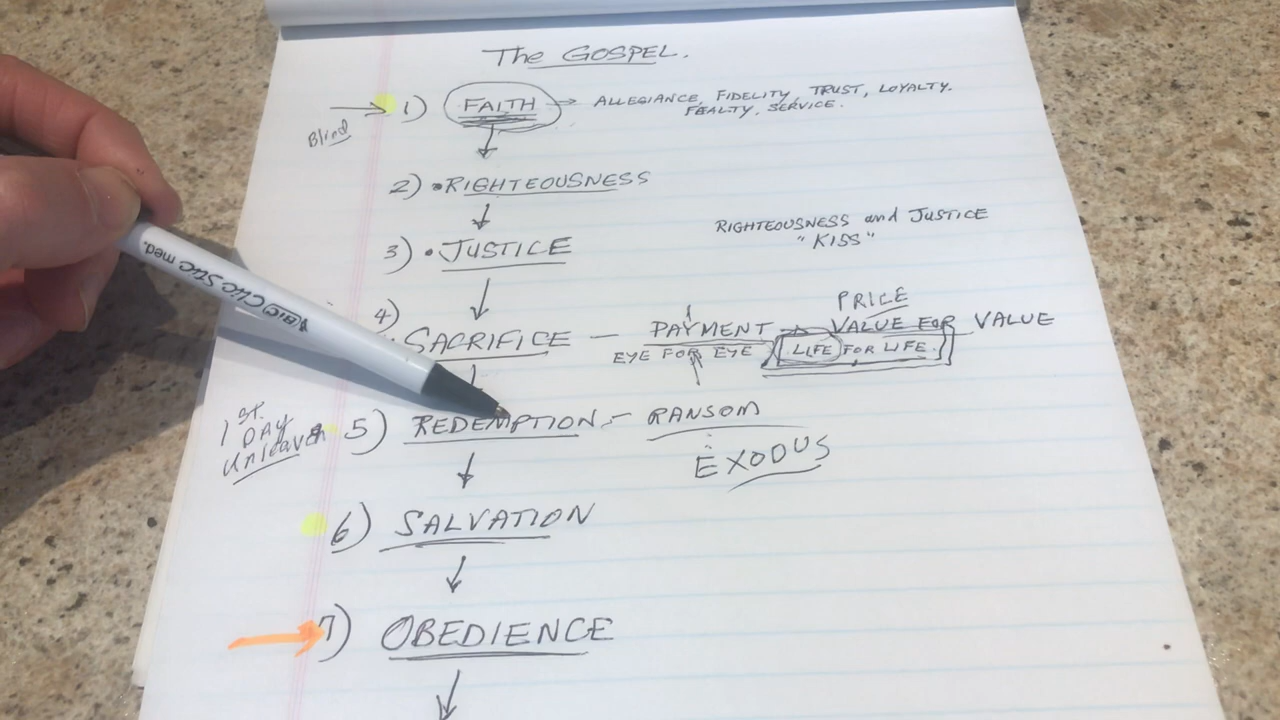 The GOSPEL.
1) FAITH → ALLEGIANCE, FIDELITY, TRUST, LOYALTY.
FEALTY, SERVICE.
Blind
2) • RIGHTEOUSNESS
RIGHTEOUSNESS and JUSTICE
"KISS"
3) • JUSTICE
PRICE
4) SACRIFICE — PAYMENT → VALUE FOR VALUE
EYE FOR EYE LIFE FOR LIFE.
1ST
DAY
Unleaven
5) REDEMPTION — RANSOM
EXODUS
6) SALVATION
7) OBEDIENCE
BIC Clic Stic med.